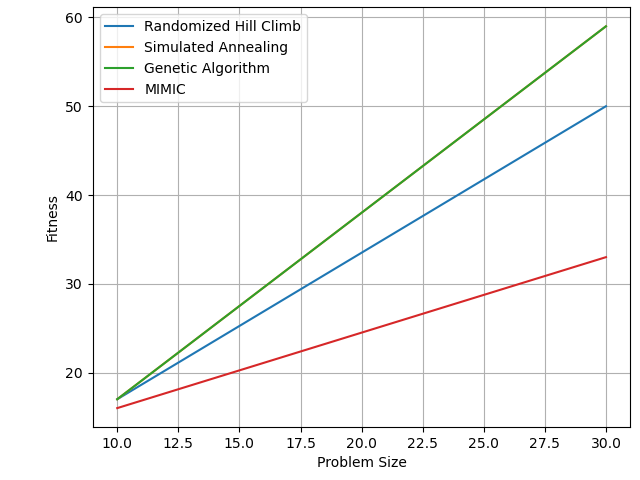 Randomized Hill Climb
Simulated Annealing
Genetic Algorithm
MIMIC
60
50
40
30
20
Fitness
10.0 12.5 15.0 17.5 20.0 22.5 25.0 27.5 30.0
Problem Size